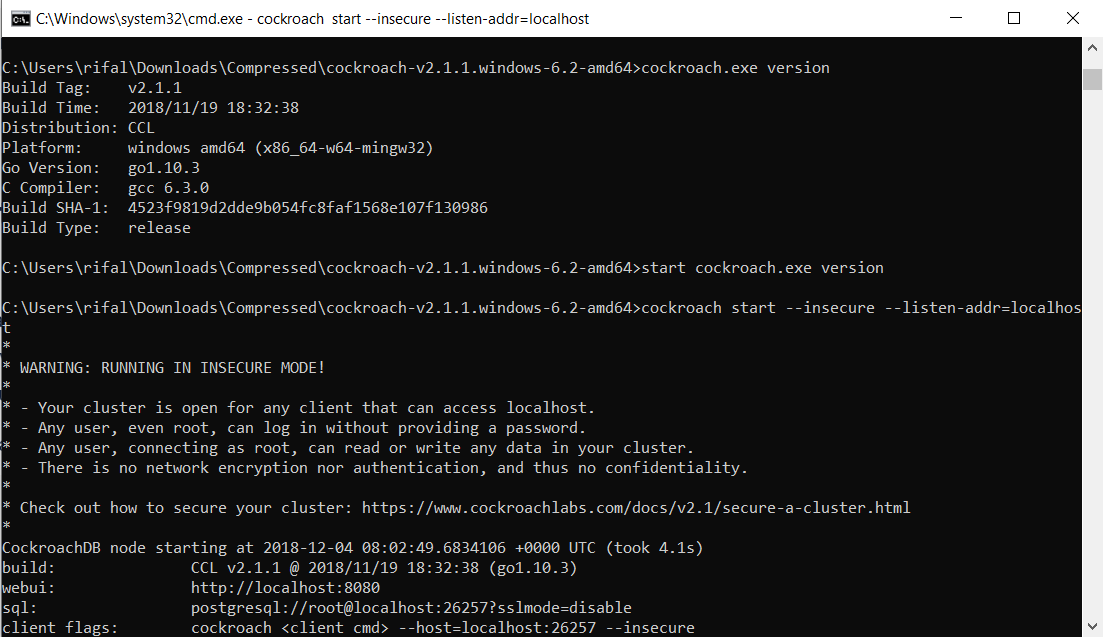 C:\Windows\system32\cmd.exe - cockroach  start --insecure --listen-addr=localhost
C:\Users\rifal\Downloads\Compressed\cockroach-v2.1.1.windows-6.2-amd64>cockroach.exe version
Build Tag:    v2.1.1
Build Time:   2018/11/19 18:32:38
Distribution: CCL
Platform:     windows amd64 (x86_64-w64-mingw32)
Go Version:   go1.10.3
C Compiler:   gcc 6.3.0
Build SHA-1:  4523f9819d2dde9b054fc8faf1568e107f130986
Build Type:   release
C:\Users\rifal\Downloads\Compressed\cockroach-v2.1.1.windows-6.2-amd64>start cockroach.exe version
C:\Users\rifal\Downloads\Compressed\cockroach-v2.1.1.windows-6.2-amd64>cockroach start --insecure --listen-addr=localhos
t
*
* WARNING: RUNNING IN INSECURE MODE!
*
* - Your cluster is open for any client that can access localhost.
* - Any user, even root, can log in without providing a password.
* - Any user, connecting as root, can read or write any data in your cluster.
* - There is no network encryption nor authentication, and thus no confidentiality.
*
* Check out how to secure your cluster: https://www.cockroachlabs.com/docs/v2.1/secure-a-cluster.html
*
CockroachDB node starting at 2018-12-04 08:02:49.6834106 +0000 UTC (took 4.1s)
build:               CCL v2.1.1 @ 2018/11/19 18:32:38 (go1.10.3)
webui:               http://localhost:8080
sql:                 postgresql://root@localhost:26257?sslmode=disable
client flags:        cockroach <client cmd> --host=localhost:26257 --insecure